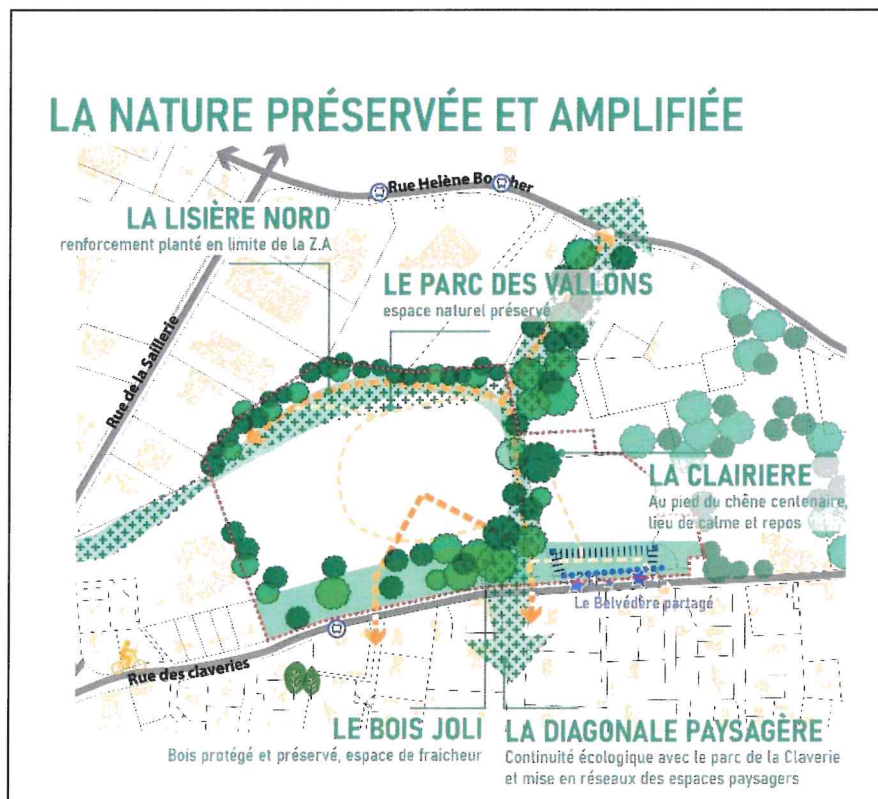 LA NATURE PRÉSERVÉE ET AMPLIFIÉE
Rue Helène Boucher
LA LISIÈRE NORD
renforcement planté en limite de la Z.A
LE PARC DES VALLONS
espace naturel préservé
Rue de la Saillerie
LA CLAIRIERE
Au pied du chêne centenaire,
lieu de calme et repos
Le Belvédère partagé
Rue des claveries
LE BOIS JOLI
Bois protégé et préservé, espace de fraicheur
LA DIAGONALE PAYSAGÈRE
Continuité écologique avec le parc de la Claverie
et mise en réseaux des espaces paysagers